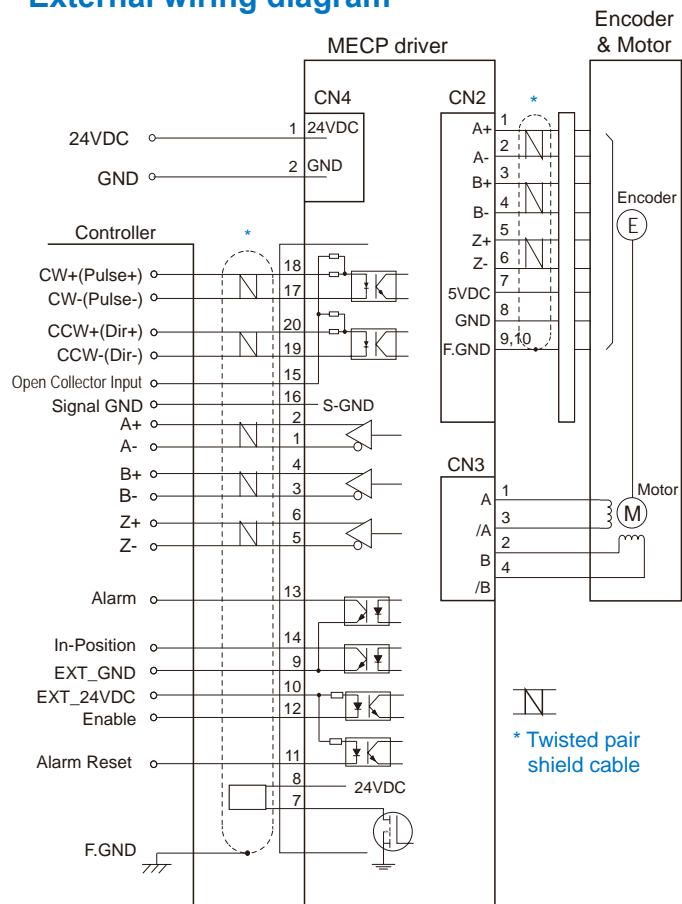 External wiring diagram
Encoder
& Motor
MECP driver
CN4
1 24VDC
2 GND
24VDC
GND
CN2
*
A+ 1
A- 2
B+ 3
B- 4
Z+ 5
Z- 6
5VDC 7
GND 8
F.GND 9,10
Encoder
E
Controller
*
CW+(Pulse+) 18
CW-(Pulse-) 17
CCW+(Dir+) 20
CCW-(Dir-) 19
Open Collector Input 15
Signal GND 16 S-GND
A+ 2
A- 1
B+ 4
B- 3
Z+ 6
Z- 5
CN3
A 1
/A 3
B 2
/B 4
Motor
M
Alarm 13
In-Position 14
EXT_GND 9
EXT_24VDC 10
Enable 12
Alarm Reset 11
8 24VDC
7
F.GND
* Twisted pair
shield cable